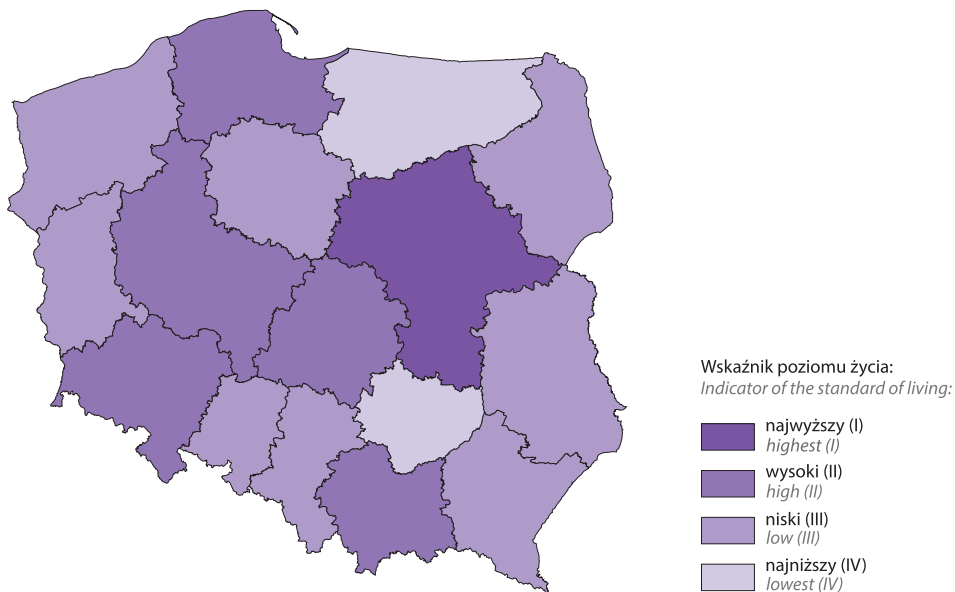 Wskaźnik poziomu życia:
Indicator of the standard of living:
najwyższy (I)
highest (I)
wysoki (II)
high (II)
niski (III)
low (III)
najniższy (IV)
lowest (IV)